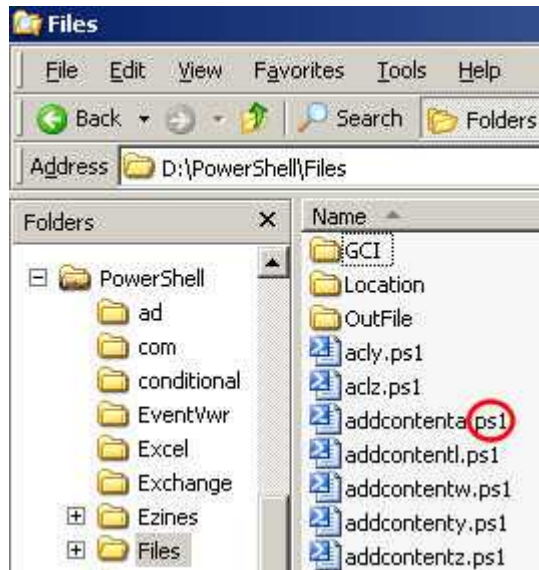 Files
File Edit View Favorites Tools Help
Back Search Folders
Address D:\PowerShell\Files
Folders
PowerShell
ad
com
conditional
EventVwr
Excel
Exchange
Ezines
Files
Name
GCI
Location
OutFile
acly.ps1
aclz.ps1
addcontenta.ps1
addcontentl.ps1
addcontentw.ps1
addcontenty.ps1
addcontentz.ps1